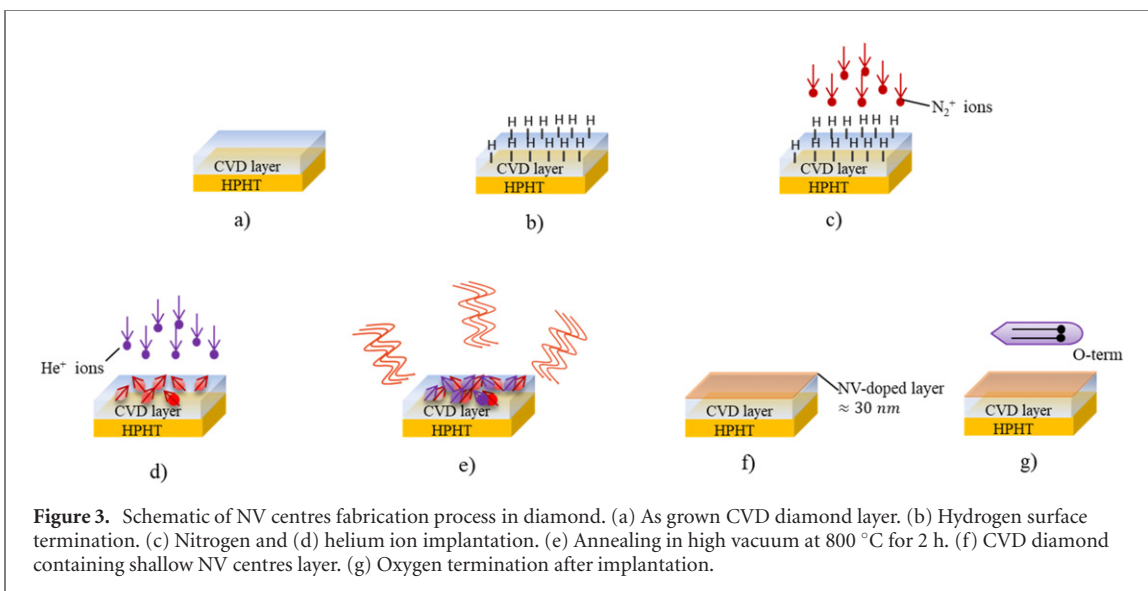 H H H H H H
H H H H H H
CVD layer
HPHT
b)
CVD layer
HPHT
a)
N₂⁺ ions
H H H H H H
H H H H H H
CVD layer
HPHT
c)
He⁺ ions
CVD layer
HPHT
d)
CVD layer
HPHT
e)
NV-doped layer
≈ 30 nm
CVD layer
HPHT
f)
O-term
CVD layer
HPHT
g)
Figure 3. Schematic of NV centres fabrication process in diamond. (a) As grown CVD diamond layer. (b) Hydrogen surface
termination. (c) Nitrogen and (d) helium ion implantation. (e) Annealing in high vacuum at 800 °C for 2 h. (f) CVD diamond
containing shallow NV centres layer. (g) Oxygen termination after implantation.